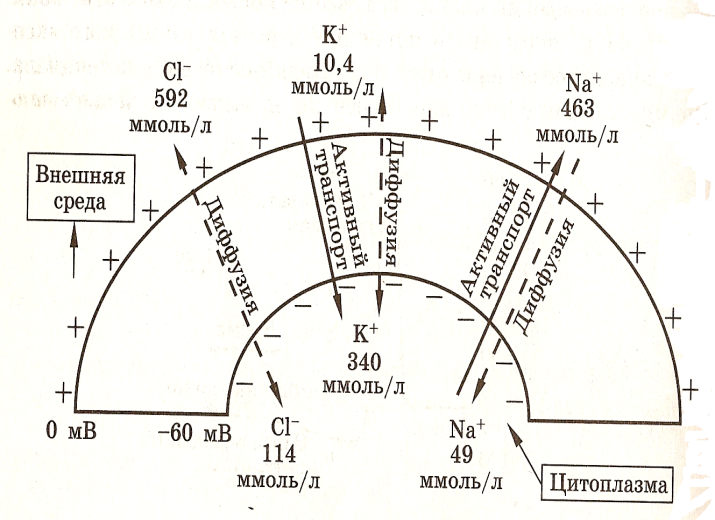 K⁺
10,4
ммоль/л
Cl⁻
592
ммоль/л
Na⁺
463
ммоль/л
+ + + + + + + + + + + +
Внешняя
среда
Диффузия
Активный
транспорт
Диффузия
Активный
транспорт
Диффузия
− − − − − − − − − −
K⁺
340
ммоль/л
0 мВ
−60 мВ
Cl⁻
114
ммоль/л
Na⁺
49
ммоль/л
Цитоплазма